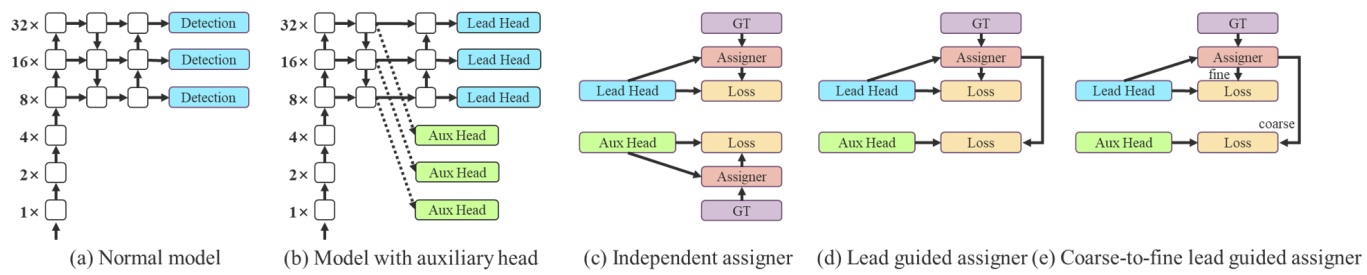 32×
16×
8×
4×
2×
1×
Detection
Detection
Detection
(a) Normal model
32×
16×
8×
4×
2×
1×
Lead Head
Lead Head
Lead Head
Aux Head
Aux Head
Aux Head
(b) Model with auxiliary head
GT
Assigner
Lead Head
Loss
Aux Head
Loss
Assigner
GT
(c) Independent assigner
GT
Assigner
Lead Head
Loss
Aux Head
Loss
(d) Lead guided assigner
GT
Assigner
fine
Lead Head
Loss
coarse
Aux Head
Loss
(e) Coarse-to-fine lead guided assigner